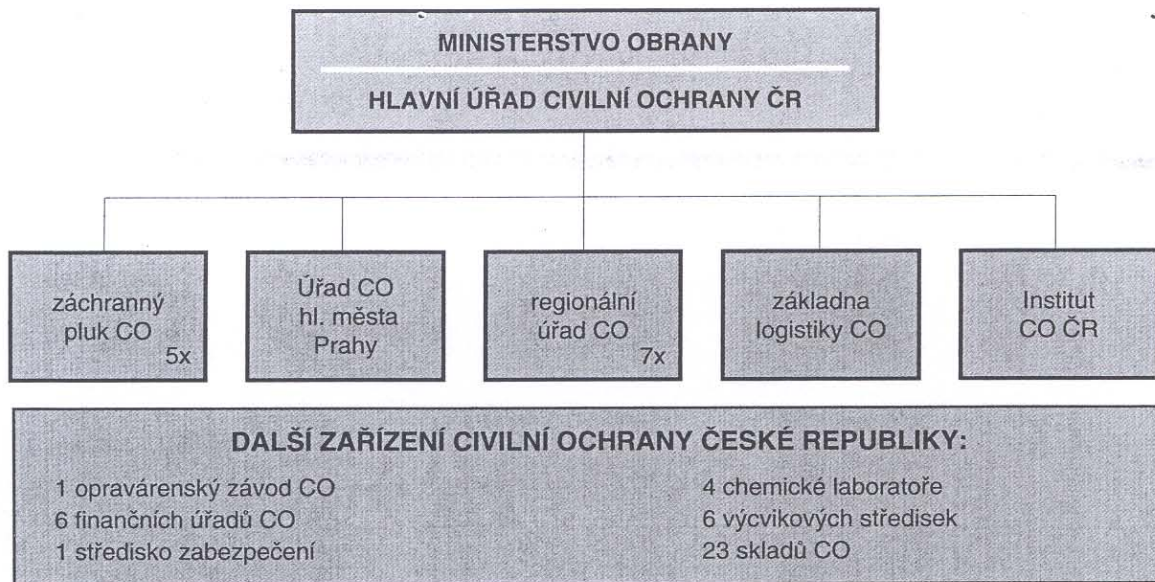 MINISTERSTVO OBRANY
HLAVNÍ ÚŘAD CIVILNÍ OCHRANY ČR
záchranný
pluk CO
5x
Úřad CO
hl. města
Prahy
regionální
úřad CO
7x
základna
logistiky CO
Institut
CO ČR
DALŠÍ ZAŘÍZENÍ CIVILNÍ OCHRANY ČESKÉ REPUBLIKY:
1 opravárenský závod CO
6 finančních úřadů CO
1 středisko zabezpečení
4 chemické laboratoře
6 výcvikových středisek
23 skladů CO